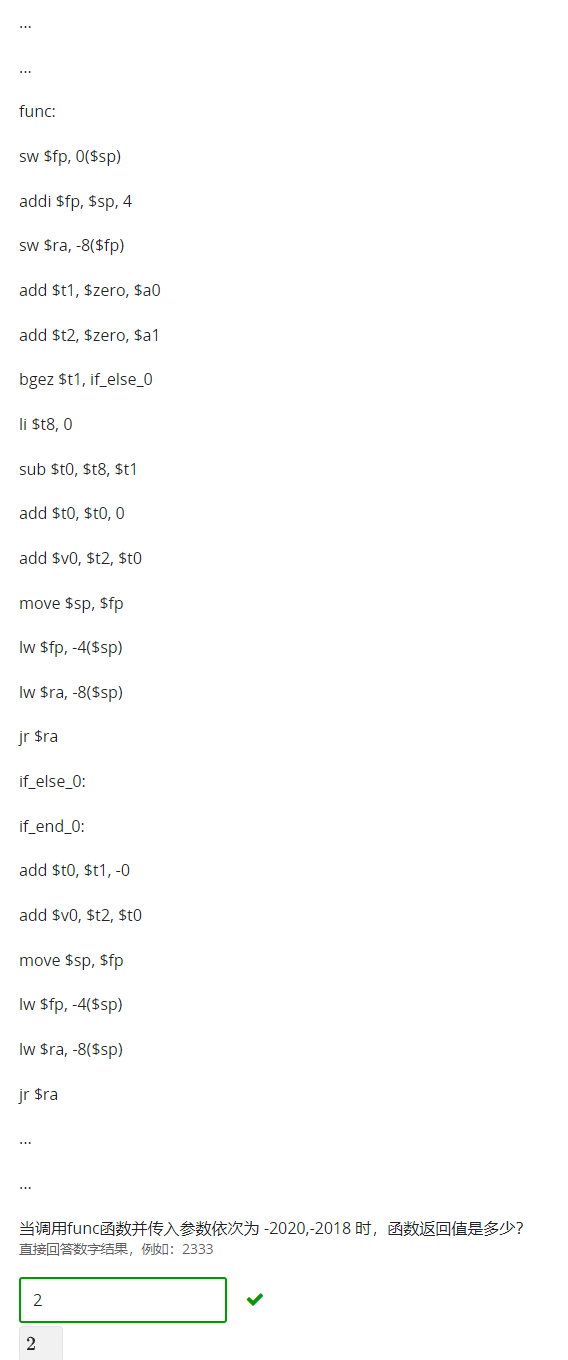 ...
...
func:
sw $fp, 0($sp)
addi $fp, $sp, 4
sw $ra, -8($fp)
add $t1, $zero, $a0
add $t2, $zero, $a1
bgez $t1, if_else_0
li $t8, 0
sub $t0, $t8, $t1
add $t0, $t0, 0
add $v0, $t2, $t0
move $sp, $fp
lw $fp, -4($sp)
lw $ra, -8($sp)
jr $ra
if_else_0:
if_end_0:
add $t0, $t1, -0
add $v0, $t2, $t0
move $sp, $fp
lw $fp, -4($sp)
lw $ra, -8($sp)
jr $ra
...
...
当调用func函数并传入参数依次为 -2020,-2018 时，函数返回值是多少?
直接回答数字结果，例如：2333
2
2